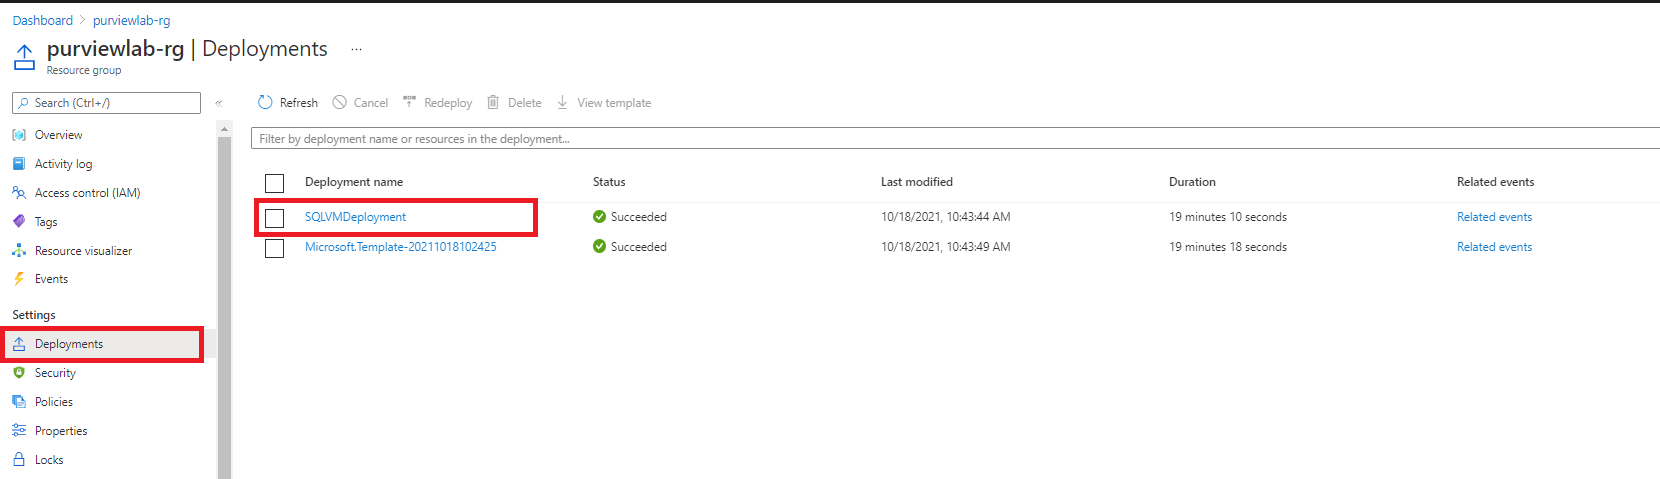 Dashboard > purviewlab-rg
purviewlab-rg | Deployments ...
Resource group
Search (Ctrl+/) «
Refresh Cancel Redeploy Delete View template
Overview
Filter by deployment name or resources in the deployment...
Activity log
Access control (IAM)
Tags
Resource visualizer
Events
Settings
Deployments
Security
Policies
Properties
Locks
Deployment name Status Last modified Duration Related events
SQLVMDeployment Succeeded 10/18/2021, 10:43:44 AM 19 minutes 10 seconds Related events
Microsoft.Template-20211018102425 Succeeded 10/18/2021, 10:43:49 AM 19 minutes 18 seconds Related events